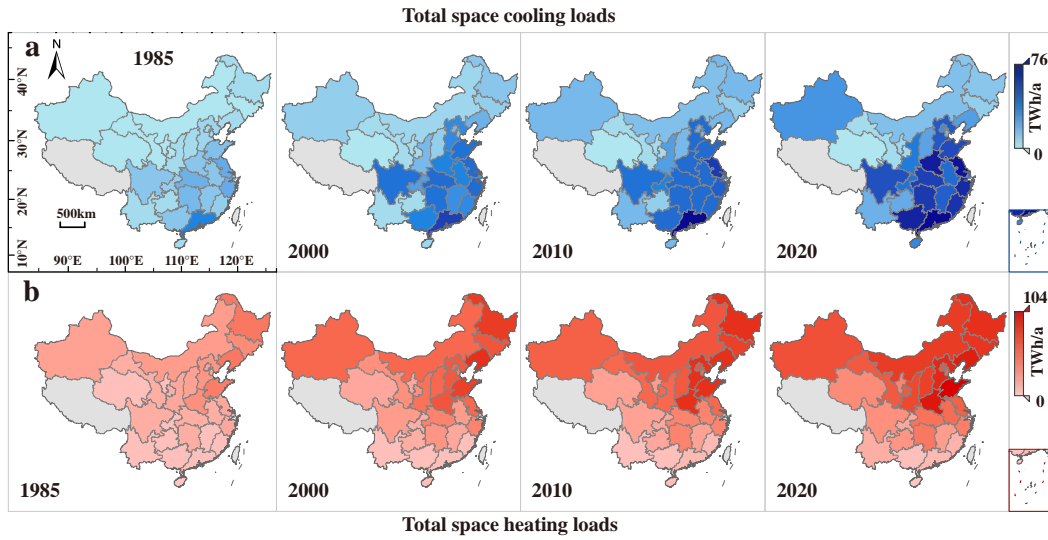 Total space cooling loads
a
N
1985
40°N
30°N
20°N
10°N
500km
90°E
100°E
110°E
120°E
2000
2010
2020
76
TWh/a
0
b
1985
2000
2010
2020
104
TWh/a
0
Total space heating loads